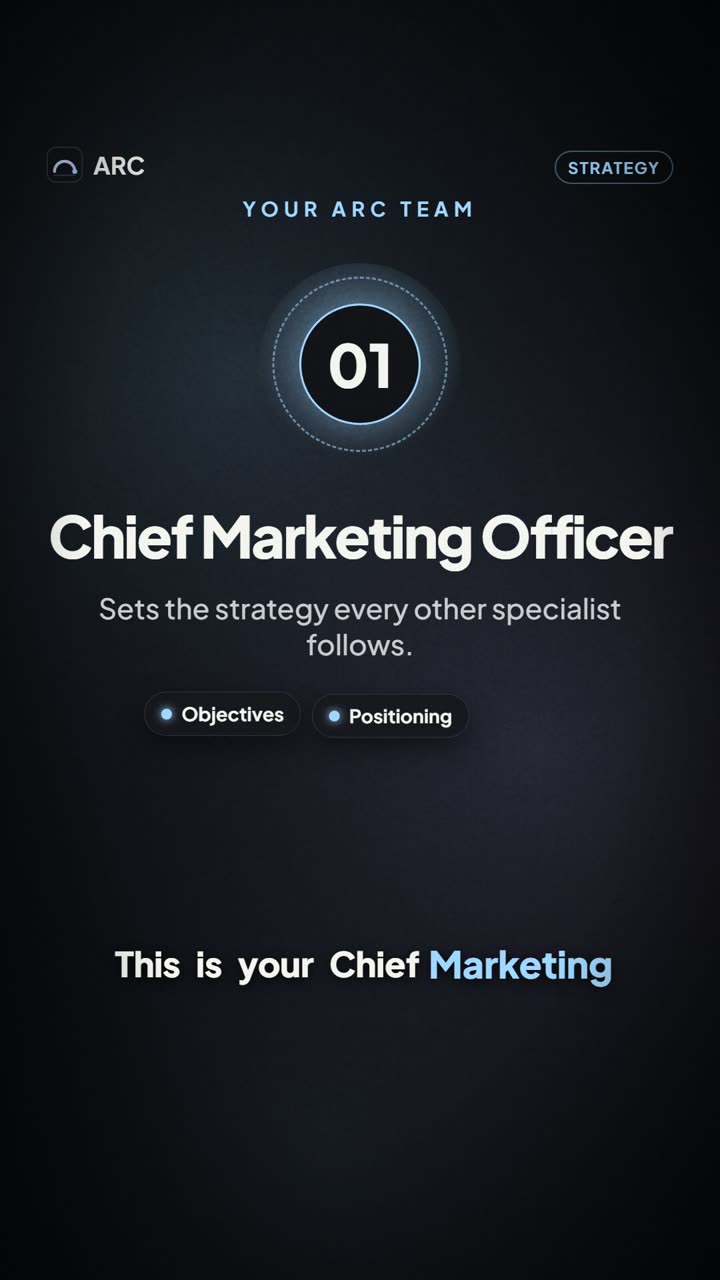 ARC
STRATEGY
YOUR ARC TEAM
01
Chief Marketing Officer
Sets the strategy every other specialist
follows.
Objectives
Positioning
This is your Chief Marketing